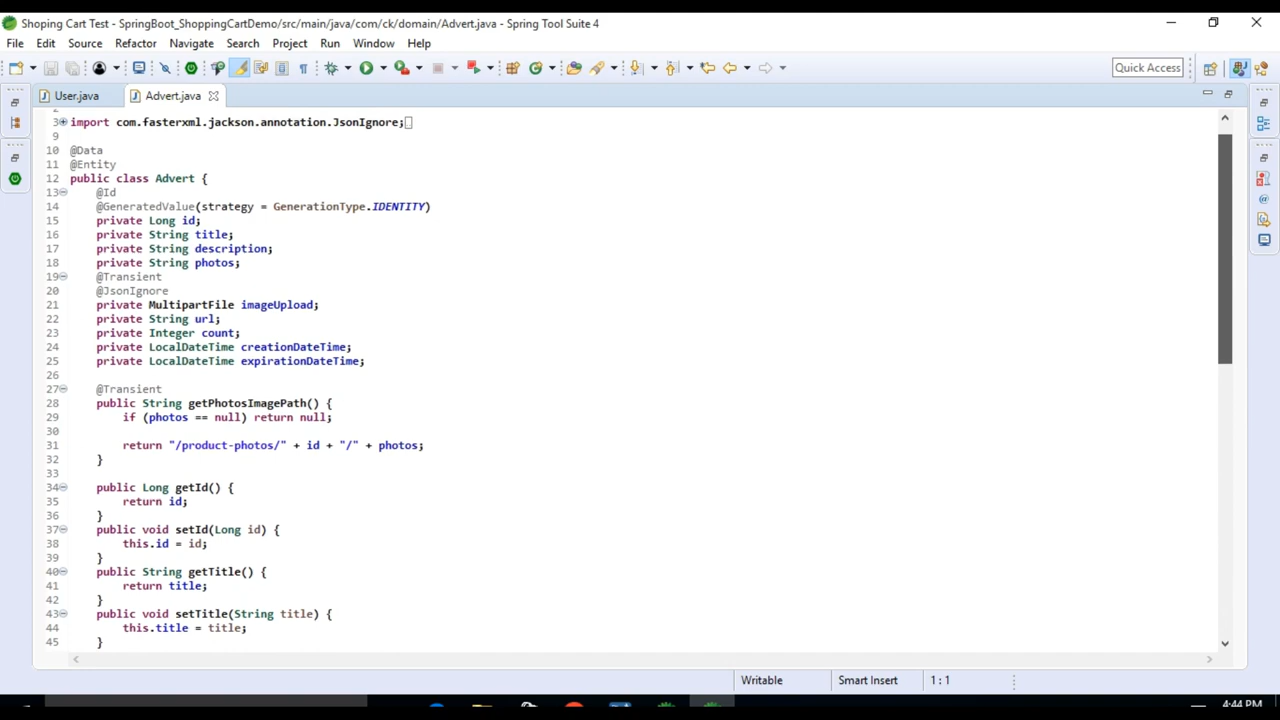 Shoping Cart Test - SpringBoot_ShoppingCartDemo/src/main/java/com/ck/domain/Advert.java - Spring Tool Suite 4
File Edit Source Refactor Navigate Search Project Run Window Help
Quick Access
User.java Advert.java
3 import com.fasterxml.jackson.annotation.JsonIgnore;
9
10 @Data
11 @Entity
12 public class Advert {
13 @Id
14 @GeneratedValue(strategy = GenerationType.IDENTITY)
15 private Long id;
16 private String title;
17 private String description;
18 private String photos;
19 @Transient
20 @JsonIgnore
21 private MultipartFile imageUpload;
22 private String url;
23 private Integer count;
24 private LocalDateTime creationDateTime;
25 private LocalDateTime expirationDateTime;
26
27 @Transient
28 public String getPhotosImagePath() {
29 if (photos == null) return null;
30
31 return "/product-photos/" + id + "/" + photos;
32 }
33
34 public Long getId() {
35 return id;
36 }
37 public void setId(Long id) {
38 this.id = id;
39 }
40 public String getTitle() {
41 return title;
42 }
43 public void setTitle(String title) {
44 this.title = title;
45 }
Writable Smart Insert 1 : 1
4:44 PM